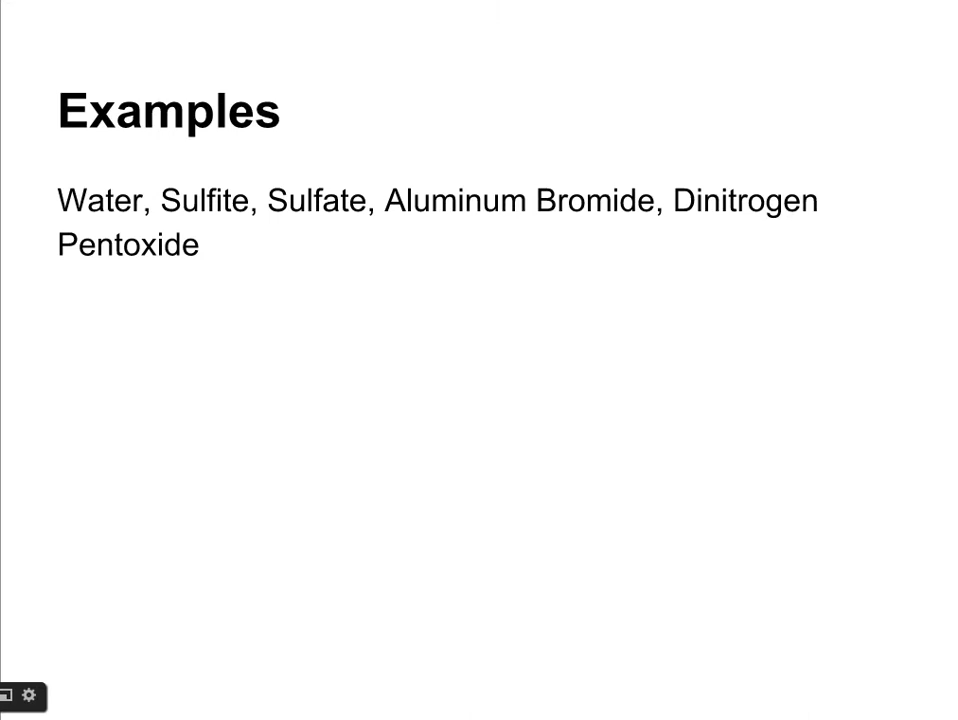 Examples
Water, Sulfite, Sulfate, Aluminum Bromide, Dinitrogen
Pentoxide